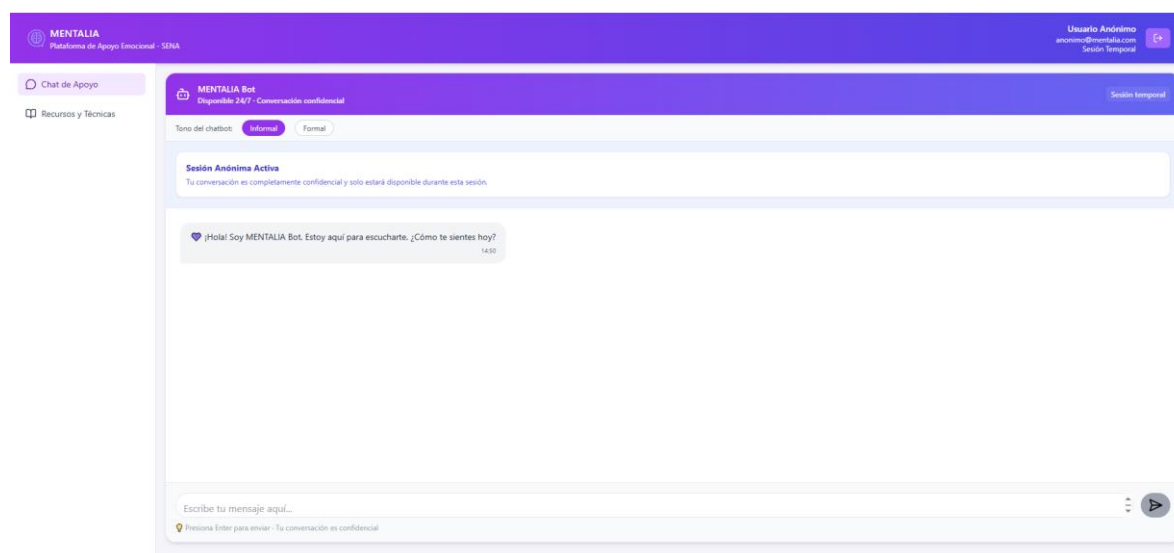 MENTALIA
Plataforma de Apoyo Emocional - SENA
Usuario Anónimo
anonimo@mentalia.com
Sesión Temporal
Chat de Apoyo
Recursos y Técnicas
MENTALIA Bot
Disponible 24/7 - Conversación confidencial
Sesión temporal
Tono del chatbot: Informal Formal
Sesión Anónima Activa
Tu conversación es completamente confidencial y solo estará disponible durante esta sesión.
¡Hola! Soy MENTALIA Bot. Estoy aquí para escucharte. ¿Cómo te sientes hoy?
14:50
Escribe tu mensaje aquí...
Presiona Enter para enviar - Tu conversación es confidencial